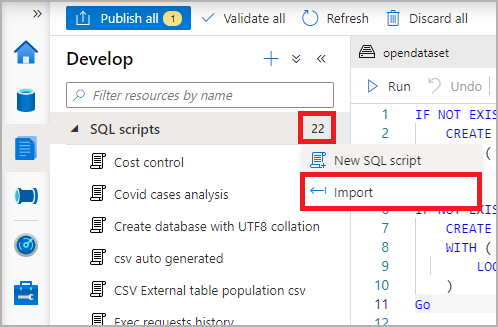 »
Publish all 1 Validate all Refresh Discard all
Develop
Filter resources by name
SQL scripts 22
Cost control
Covid cases analysis
Create database with UTF8 collation
csv auto generated
CSV External table population csv
Exec requests history
New SQL script
Import
opendataset
Run Undo
1 IF NOT EXIS
2 CREATE
3 (
4
6 IF NOT EXIS
7 CREATE
8 WITH (
9 LOC
10 )
11 Go